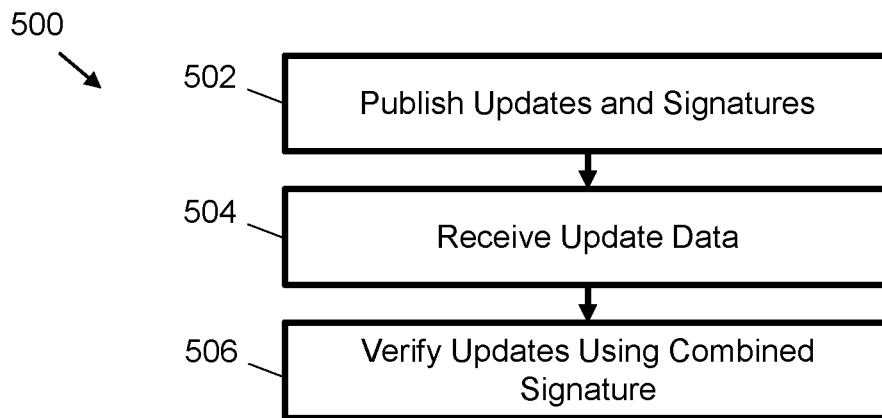 500
502
Publish Updates and Signatures
504
Receive Update Data
506
Verify Updates Using Combined
Signature